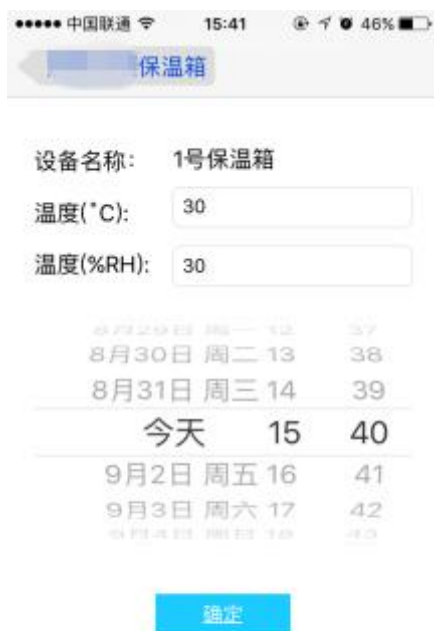 中国联通 15:41 46%
保温箱
设备名称: 1号保温箱
温度(°C): 30
温度(%RH): 30
8月30日 周二 13 38
8月31日 周三 14 39
今天 15 40
9月2日 周五 16 41
9月3日 周六 17 42
确定